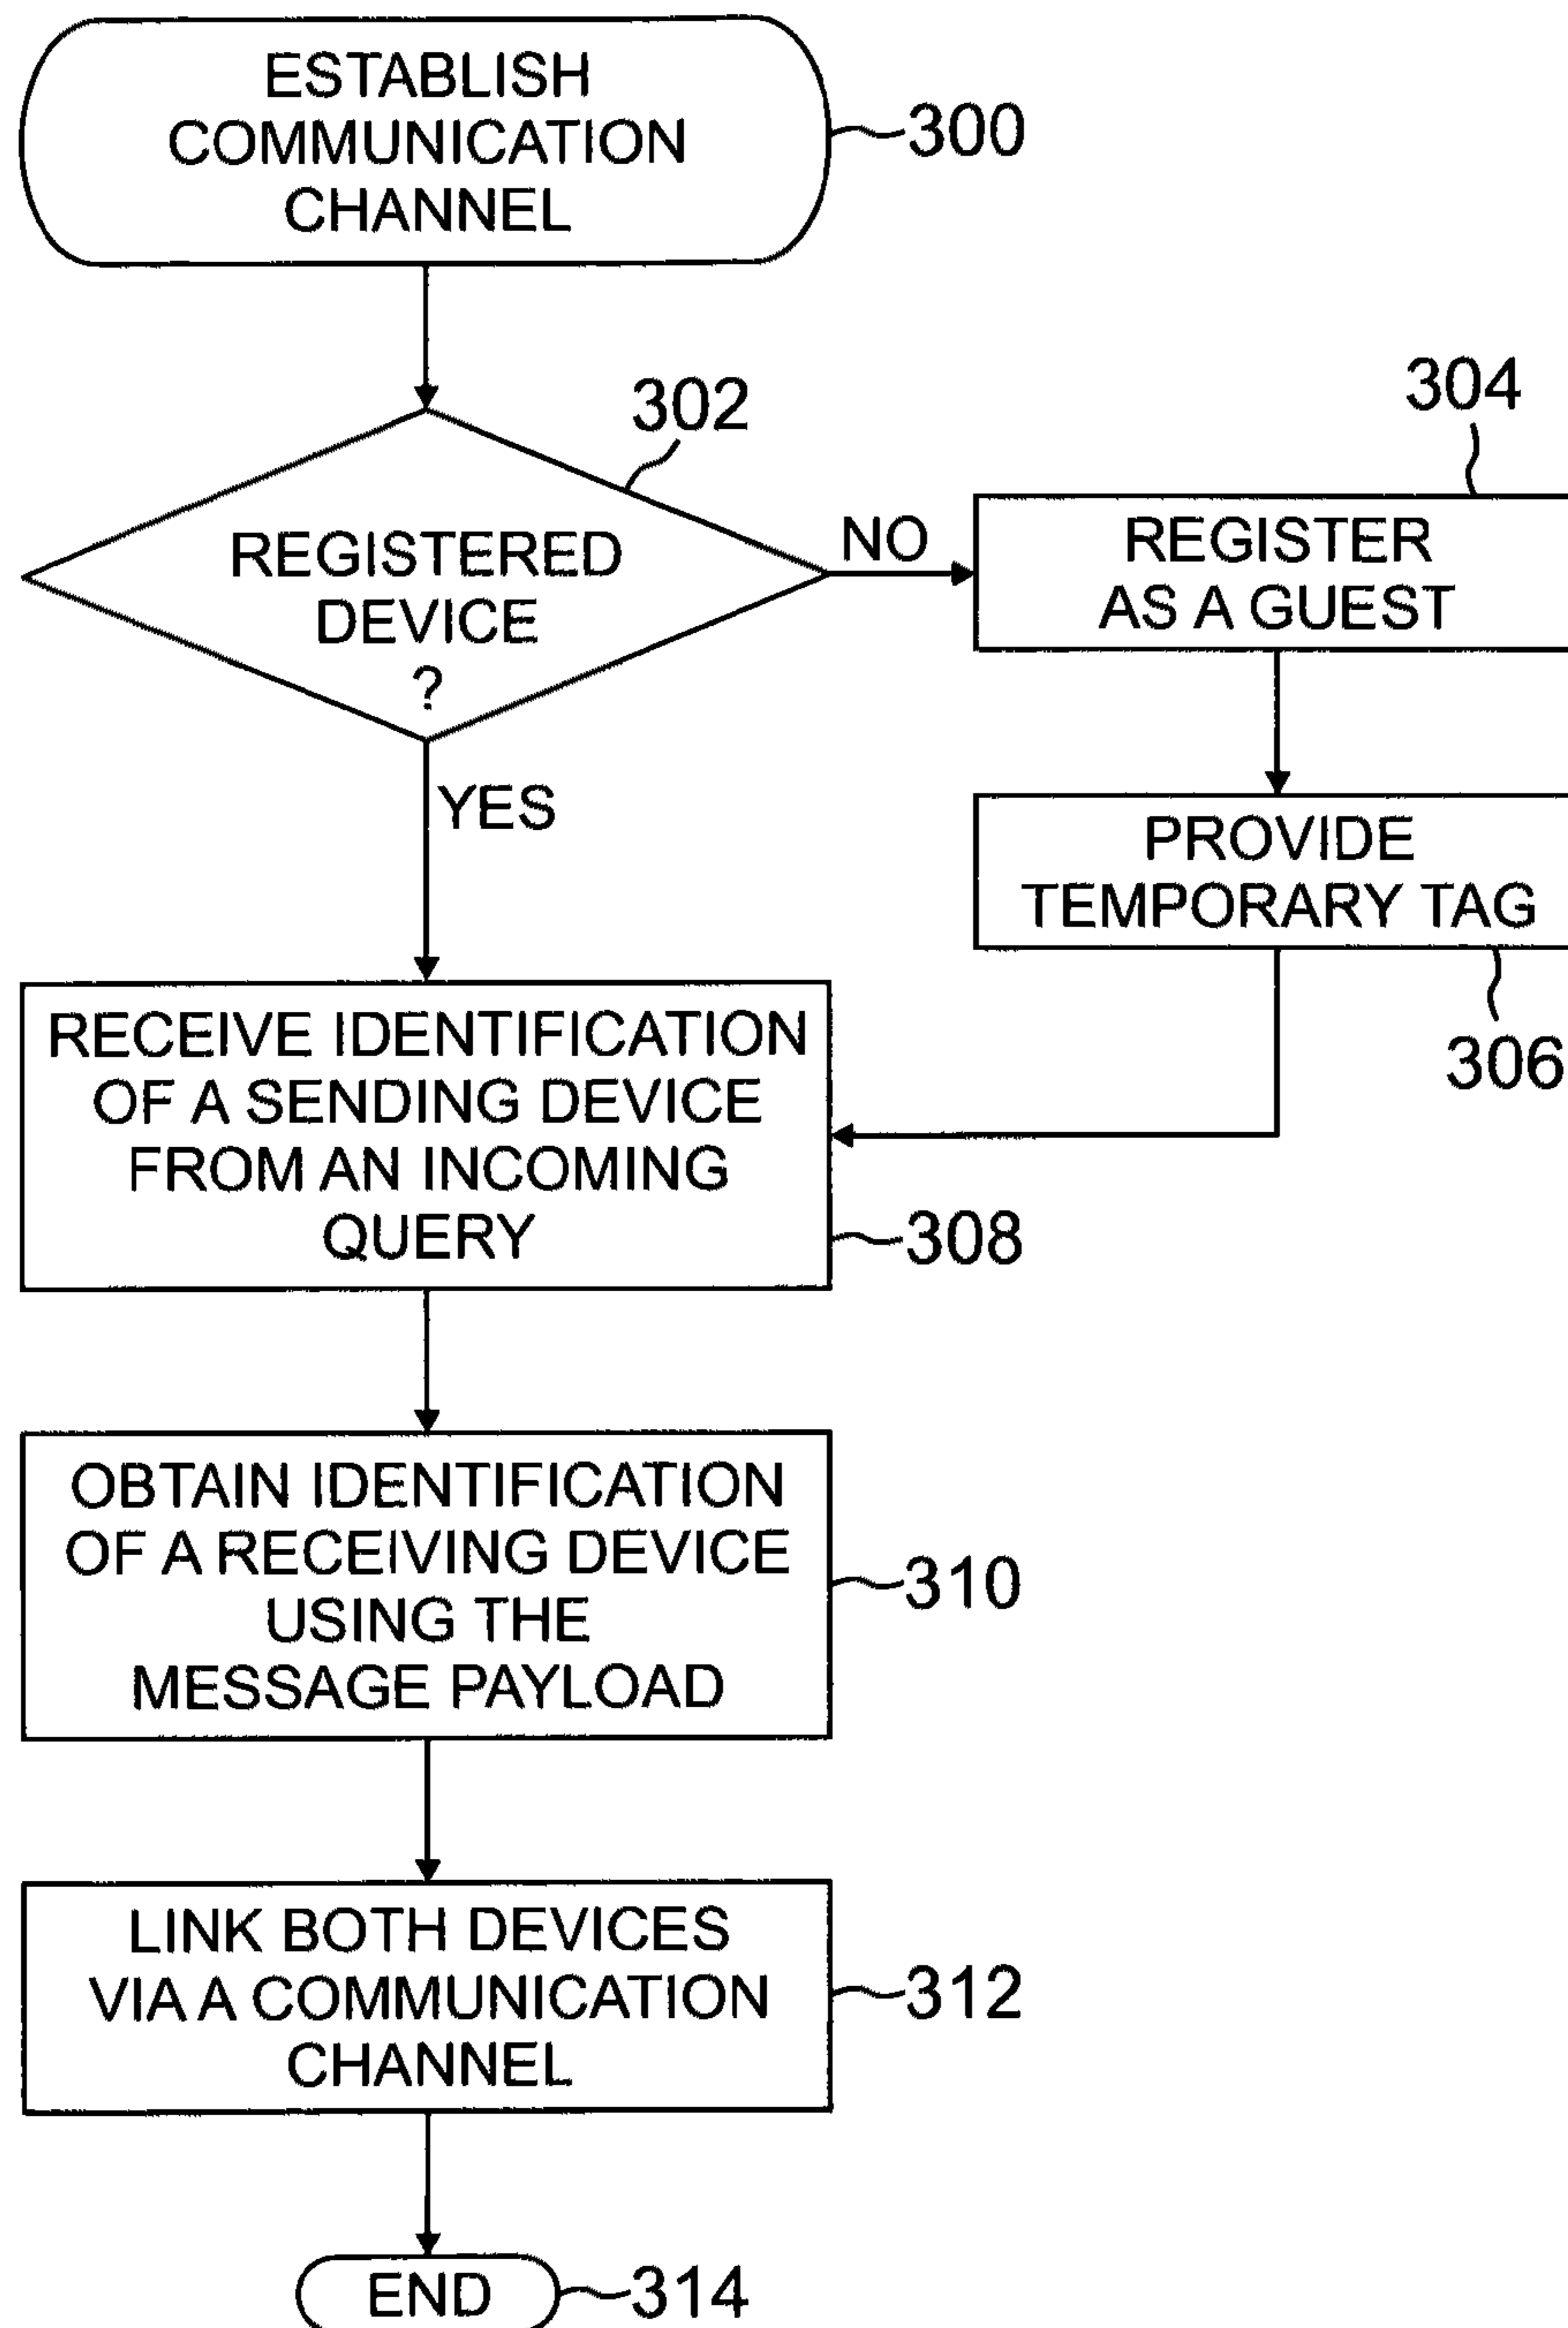 ESTABLISH
COMMUNICATION
CHANNEL
300
302
REGISTERED
DEVICE
?
NO
304
REGISTER
AS A GUEST
YES
PROVIDE
TEMPORARY TAG
306
RECEIVE IDENTIFICATION
OF A SENDING DEVICE
FROM AN INCOMING
QUERY
308
OBTAIN IDENTIFICATION
OF A RECEIVING DEVICE
USING THE
MESSAGE PAYLOAD
310
LINK BOTH DEVICES
VIA A COMMUNICATION
CHANNEL
312
END
314